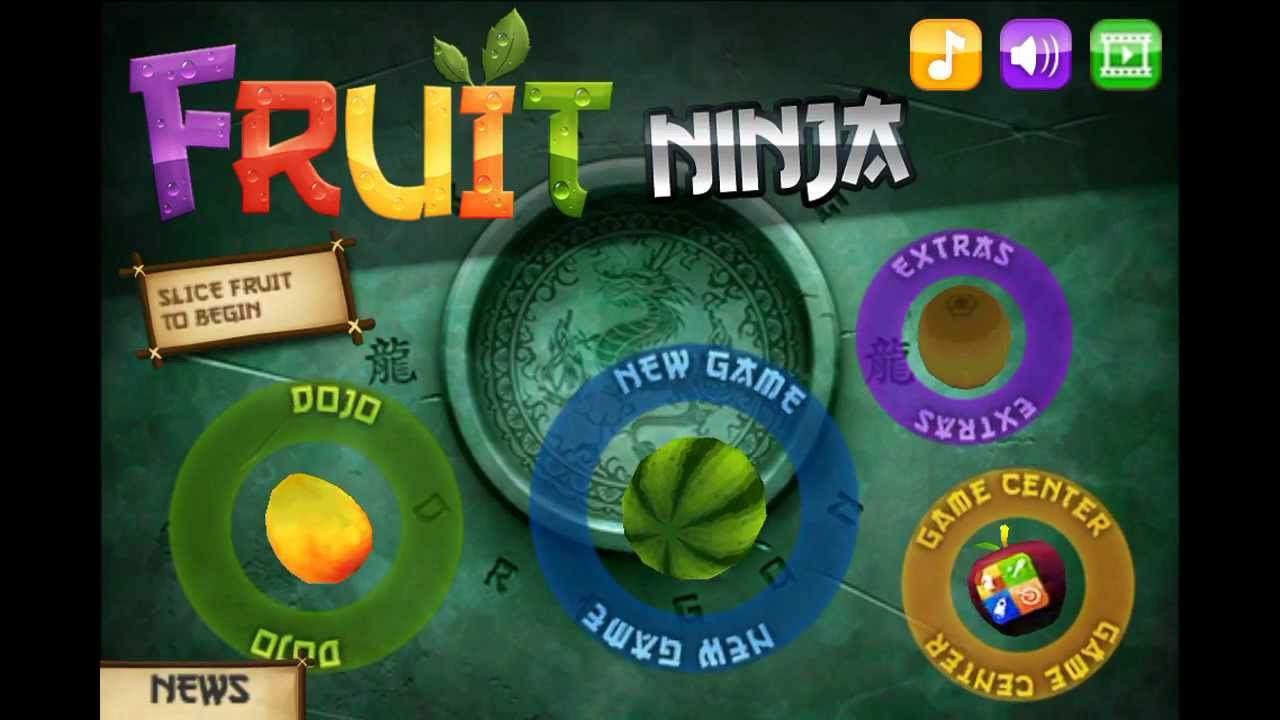 FRUIT NINJA
SLICE FRUIT
TO BEGIN
龍
龍
EXTRAS
EXTRAS
NEW GAME
NEW GAME
DOJO
DOJO
GAME CENTER
GAME CENTER
NEWS